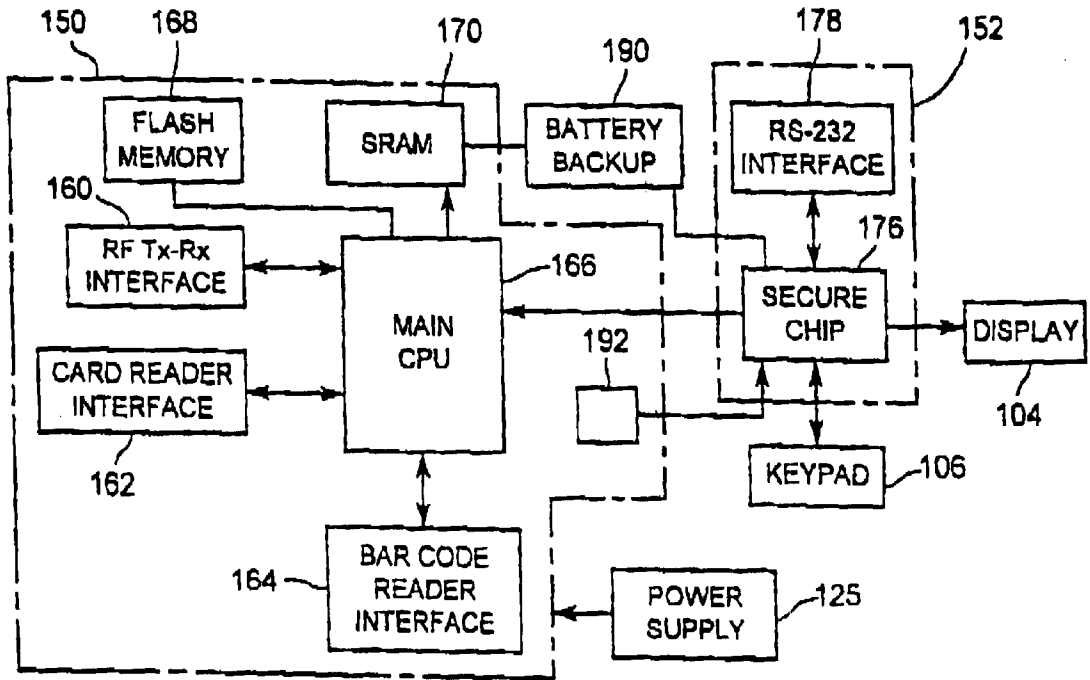 150
168
170
190
178
152
FLASH
MEMORY
SRAM
BATTERY
BACKUP
RS-232
INTERFACE
160
RF Tx-Rx
INTERFACE
166
176
MAIN
CPU
SECURE
CHIP
DISPLAY
104
192
CARD READER
INTERFACE
162
KEYPAD
106
164
BAR CODE
READER
INTERFACE
POWER
SUPPLY
125